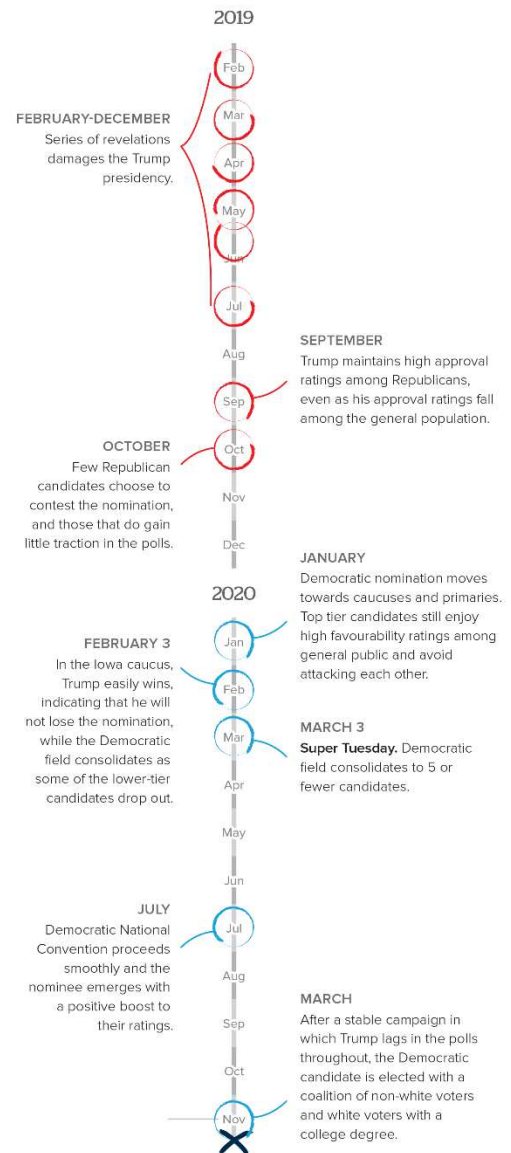 2019
Feb
FEBRUARY-DECEMBER
Series of revelations
damages the Trump
presidency.
Mar
Apr
May
Jun
Jul
SEPTEMBER
Trump maintains high approval
ratings among Republicans,
even as his approval ratings fall
among the general population.
Aug
Sep
OCTOBER
Few Republican
candidates choose to
contest the nomination,
and those that do gain
little traction in the polls.
Oct
Nov
Dec
2020
JANUARY
Democratic nomination moves
towards caucuses and primaries.
Top tier candidates still enjoy
high favourability ratings among
general public and avoid
attacking each other.
Jan
FEBRUARY 3
In the Iowa caucus,
Trump easily wins,
indicating that he will
not lose the nomination,
while the Democratic
field consolidates as
some of the lower-tier
candidates drop out.
Feb
Mar
MARCH 3
Super Tuesday. Democratic
field consolidates to 5 or
fewer candidates.
Apr
May
Jun
JULY
Democratic National
Convention proceeds
smoothly and the
nominee emerges with
a positive boost to
their ratings.
Jul
Aug
Sep
Oct
MARCH
After a stable campaign in
which Trump lags in the polls
throughout, the Democratic
candidate is elected with a
coalition of non-white voters
and white voters with a
college degree.
Nov